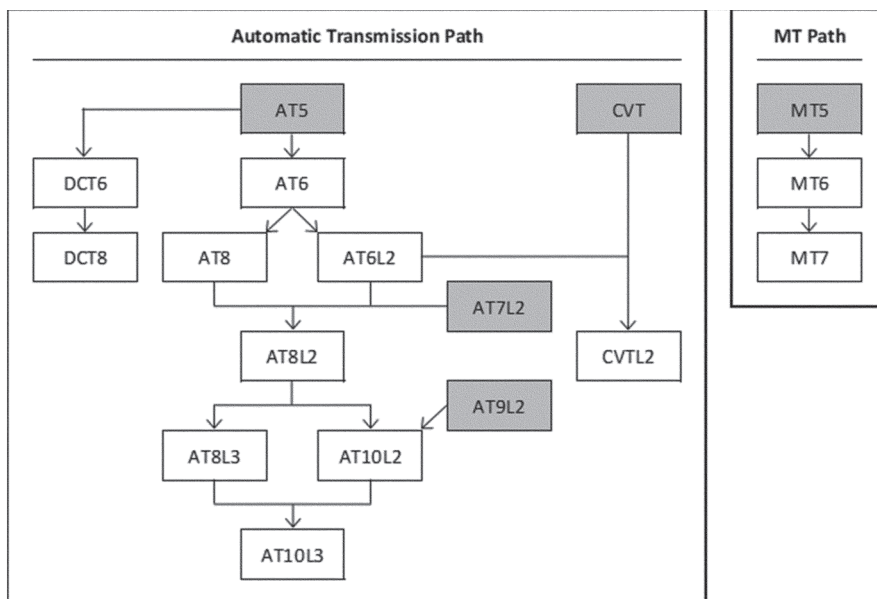 Automatic Transmission Path
MT Path
AT5
CVT
MT5
DCT6
AT6
MT6
DCT8
AT8
AT6L2
MT7
AT7L2
AT8L2
CVTL2
AT9L2
AT8L3
AT10L2
AT10L3